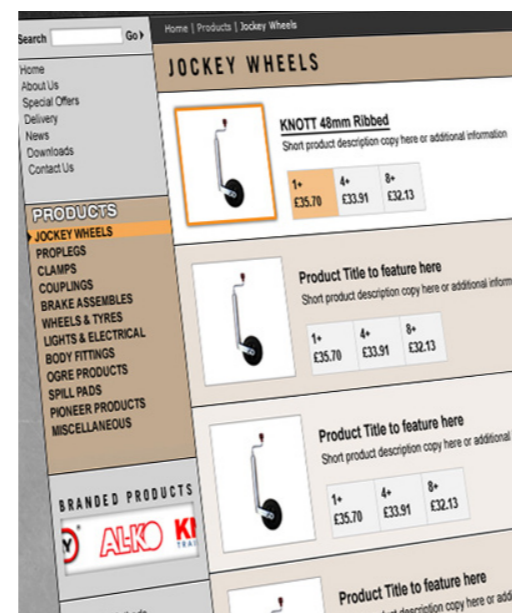 Search
Go
Home | Products | Jockey Wheels
Home
About Us
Special Offers
Delivery
News
Downloads
Contact Us
JOCKEY WHEELS
KNOTT 48mm Ribbed
Short product description copy here or additional information
1+ 4+ 8+
£35.70 £33.91 £32.13
PRODUCTS
JOCKEY WHEELS
PROPLEGS
CLAMPS
COUPLINGS
BRAKE ASSEMBLES
WHEELS & TYRES
LIGHTS & ELECTRICAL
BODY FITTINGS
OGRE PRODUCTS
SPILL PADS
PIONEER PRODUCTS
MISCELLANEOUS
Product Title to feature here
Short product description copy here or additional inform
1+ 4+ 8+
£35.70 £33.91 £32.13
Product Title to feature here
Short product description copy here or additional
1+ 4+ 8+
£35.70 £33.91 £32.13
BRANDED PRODUCTS
AL-KO
Product Title to feature here
description copy here or addi